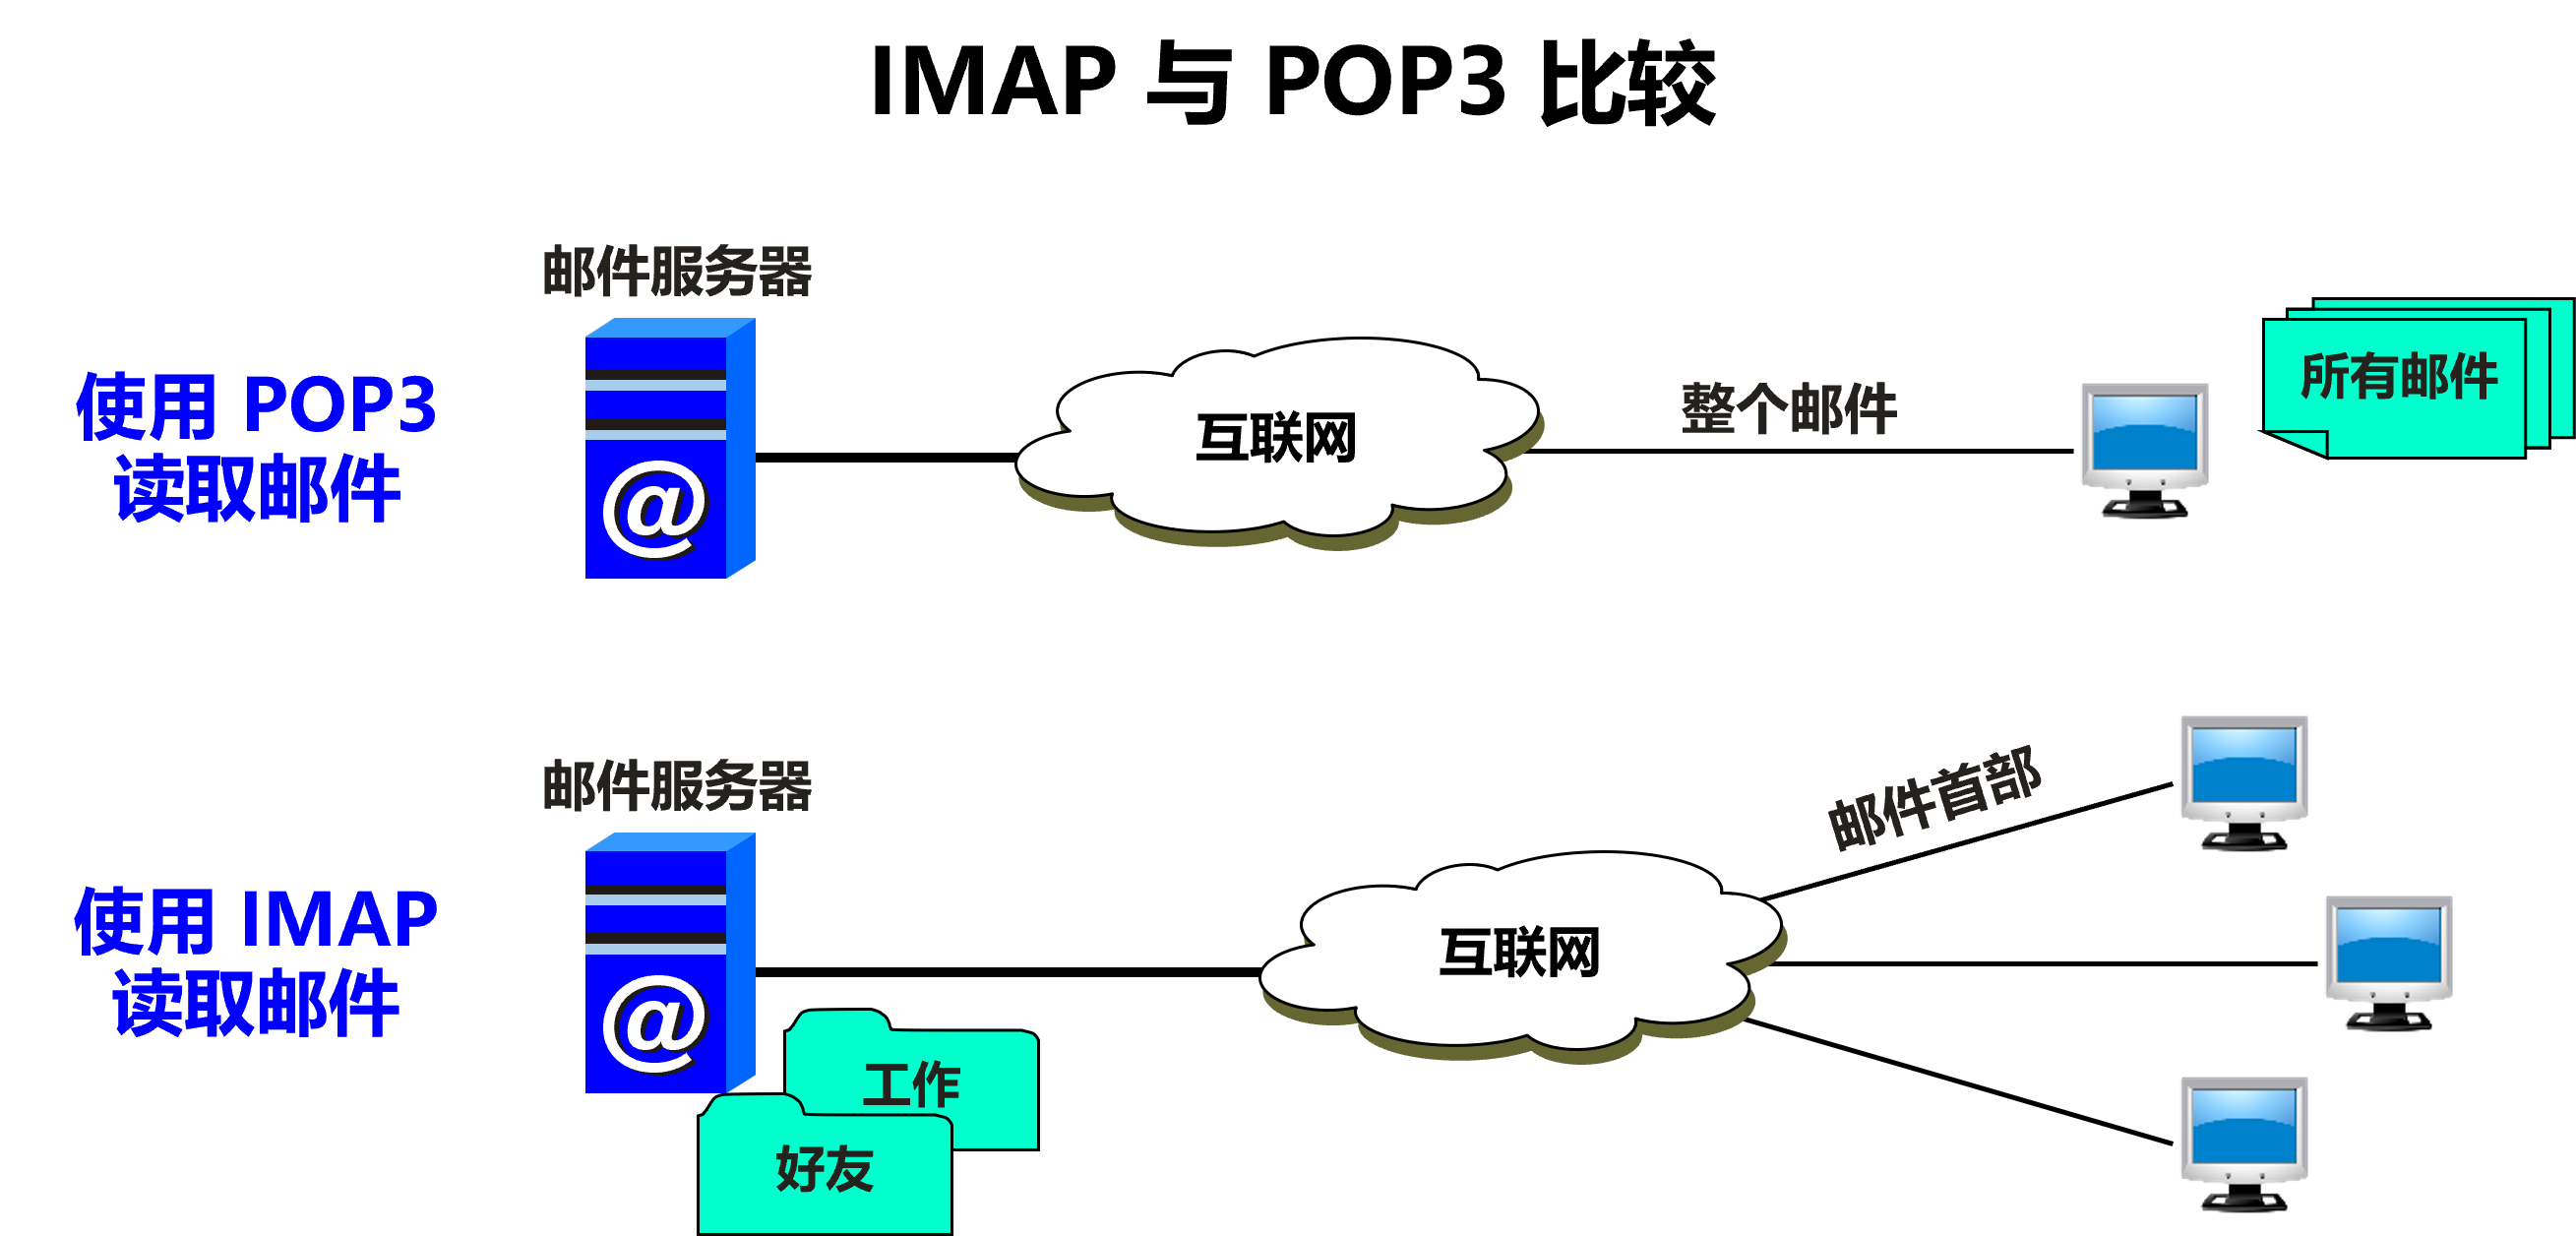 IMAP 与 POP3 比较
邮件服务器
使用 POP3
读取邮件
@
互联网
整个邮件
所有邮件
邮件服务器
使用 IMAP
读取邮件
@
工作
好友
互联网
邮件首部